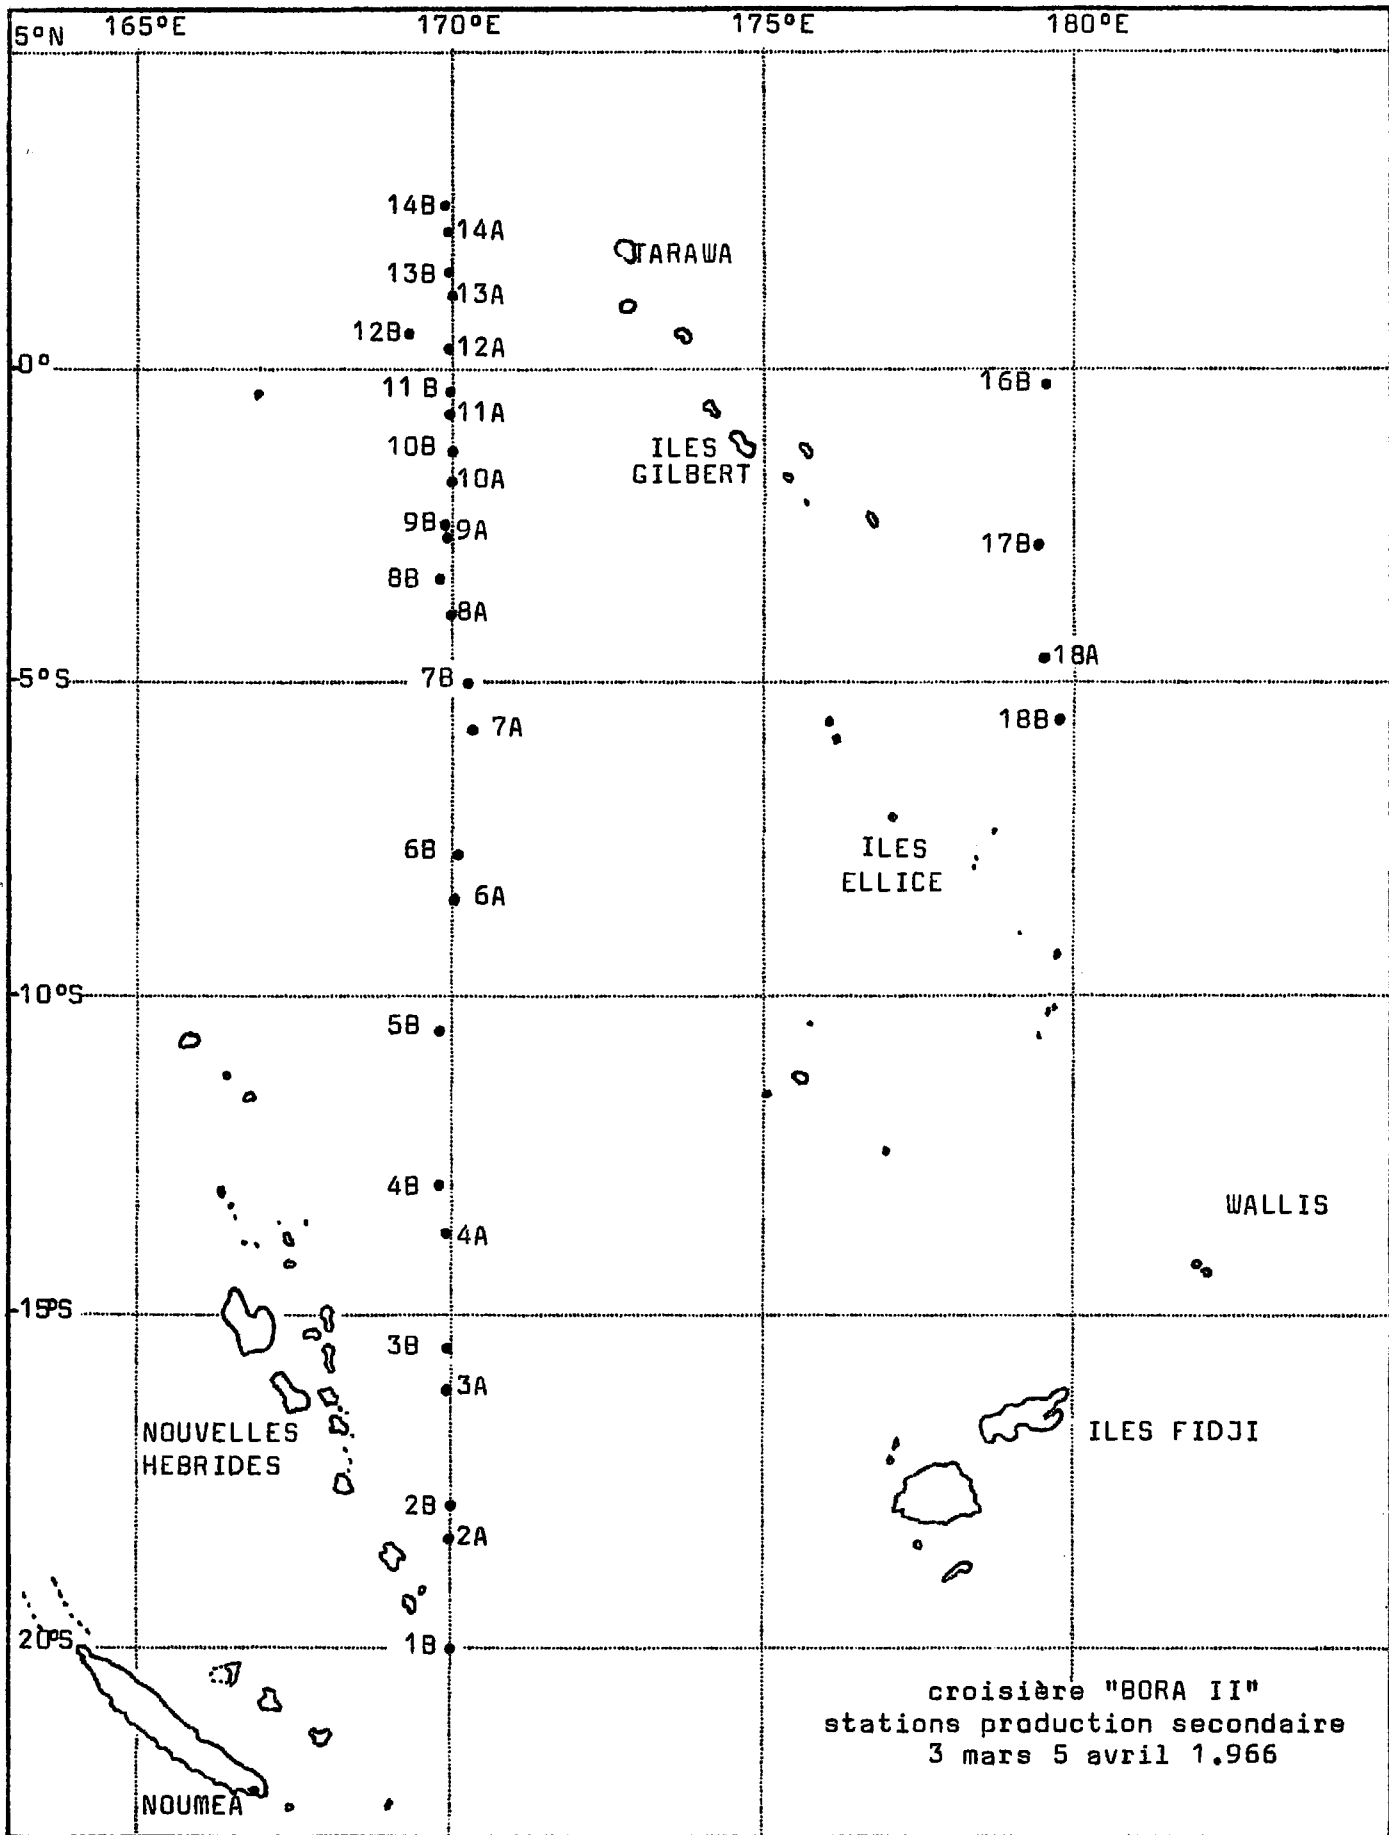 165°E 170°E 175°E 180°E
5°N
14B
14A
TARAWA
13B
13A
12B
12A
0°
11B
16B
11A
10B
ILES
GILBERT
10A
9B
9A
17B
8B
8A
18A
5°S
7B
18B
7A
6B
ILES
ELLICE
6A
10°S
5B
4B
WALLIS
4A
15°S
3B
3A
NOUVELLES
HEBRIDES
ILES FIDJI
2B
2A
20°S
1B
croisière "BORA II"
stations production secondaire
3 mars 5 avril 1.966
NOUMEA